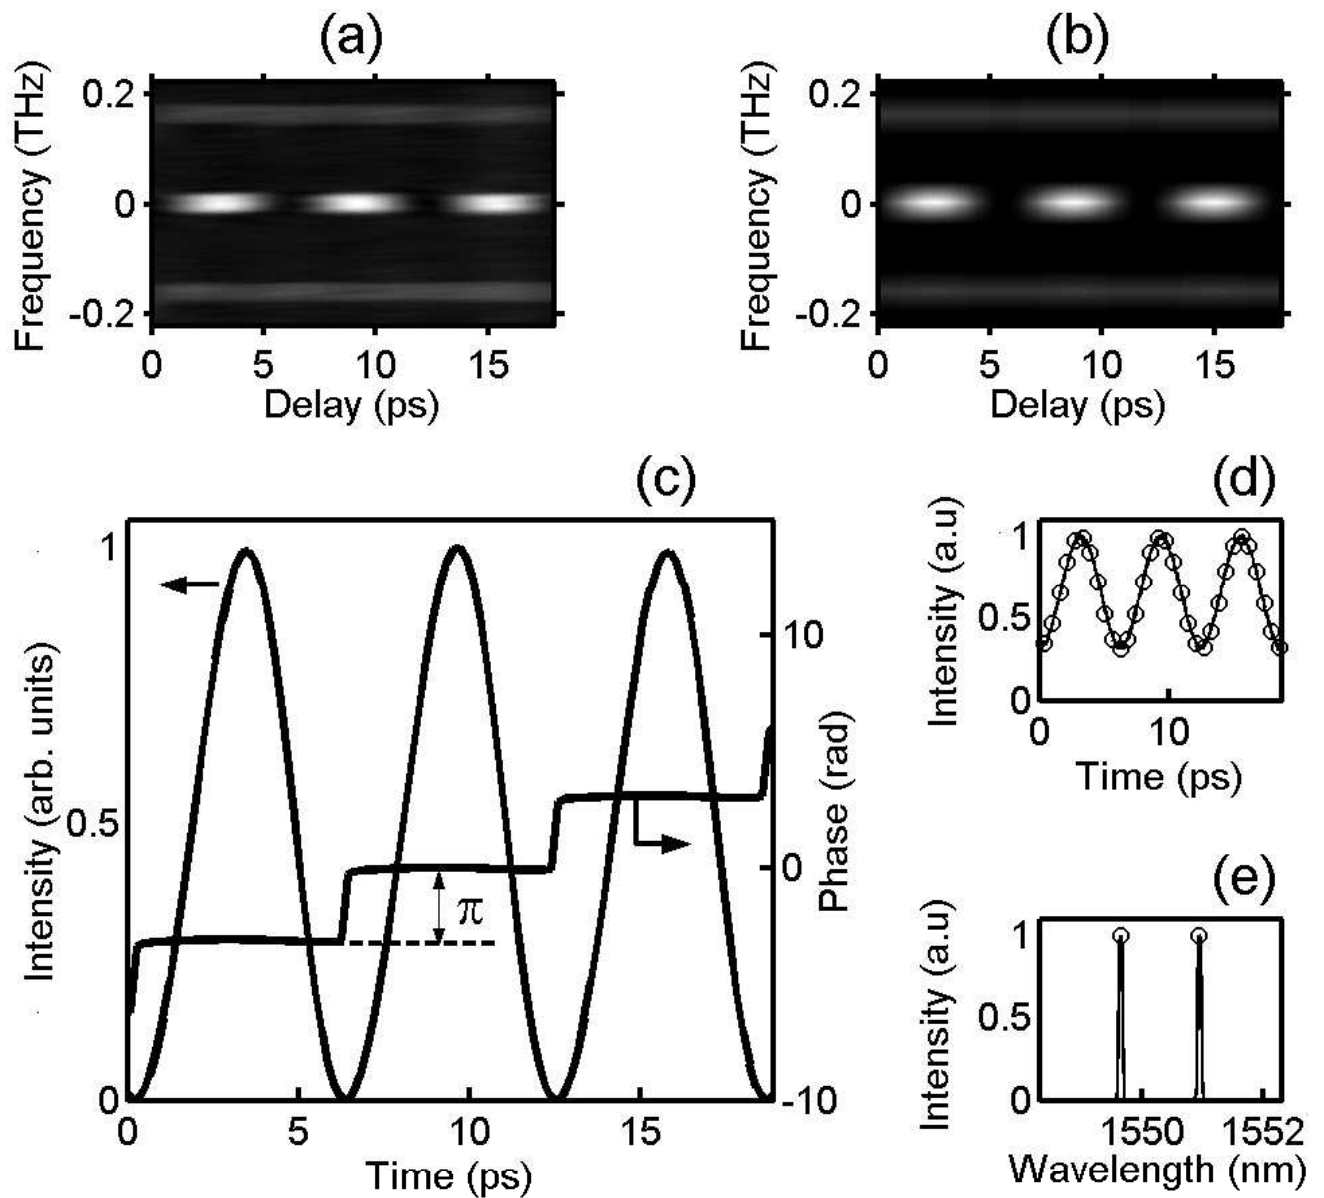 (a)
Frequency (THz)
0.2
0
-0.2
0 5 10 15
Delay (ps)
(b)
Frequency (THz)
0.2
0
-0.2
0 5 10 15
Delay (ps)
(c)
Intensity (arb. units)
1
0.5
0
0 5 10 15
Time (ps)
10
0
-10
Phase (rad)
π
(d)
Intensity (a.u)
1
0.5
0
0 10
Time (ps)
(e)
Intensity (a.u)
1
0.5
0
1550 1552
Wavelength (nm)